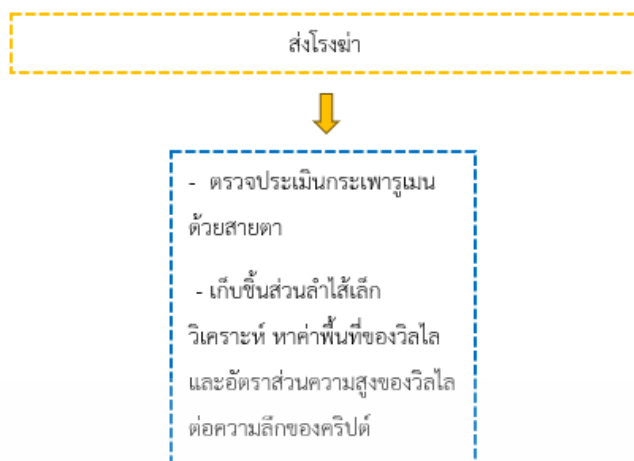 ส่งโรงฆ่า
- ตรวจประเมินกระเพารูเมน
ด้วยสายตา
- เก็บชิ้นส่วนลำไส้เล็ก
วิเคราะห์ หาค่าพื้นที่ของวิลไล
และอัตราส่วนความสูงของวิลไล
ต่อความลึกของคริปต์